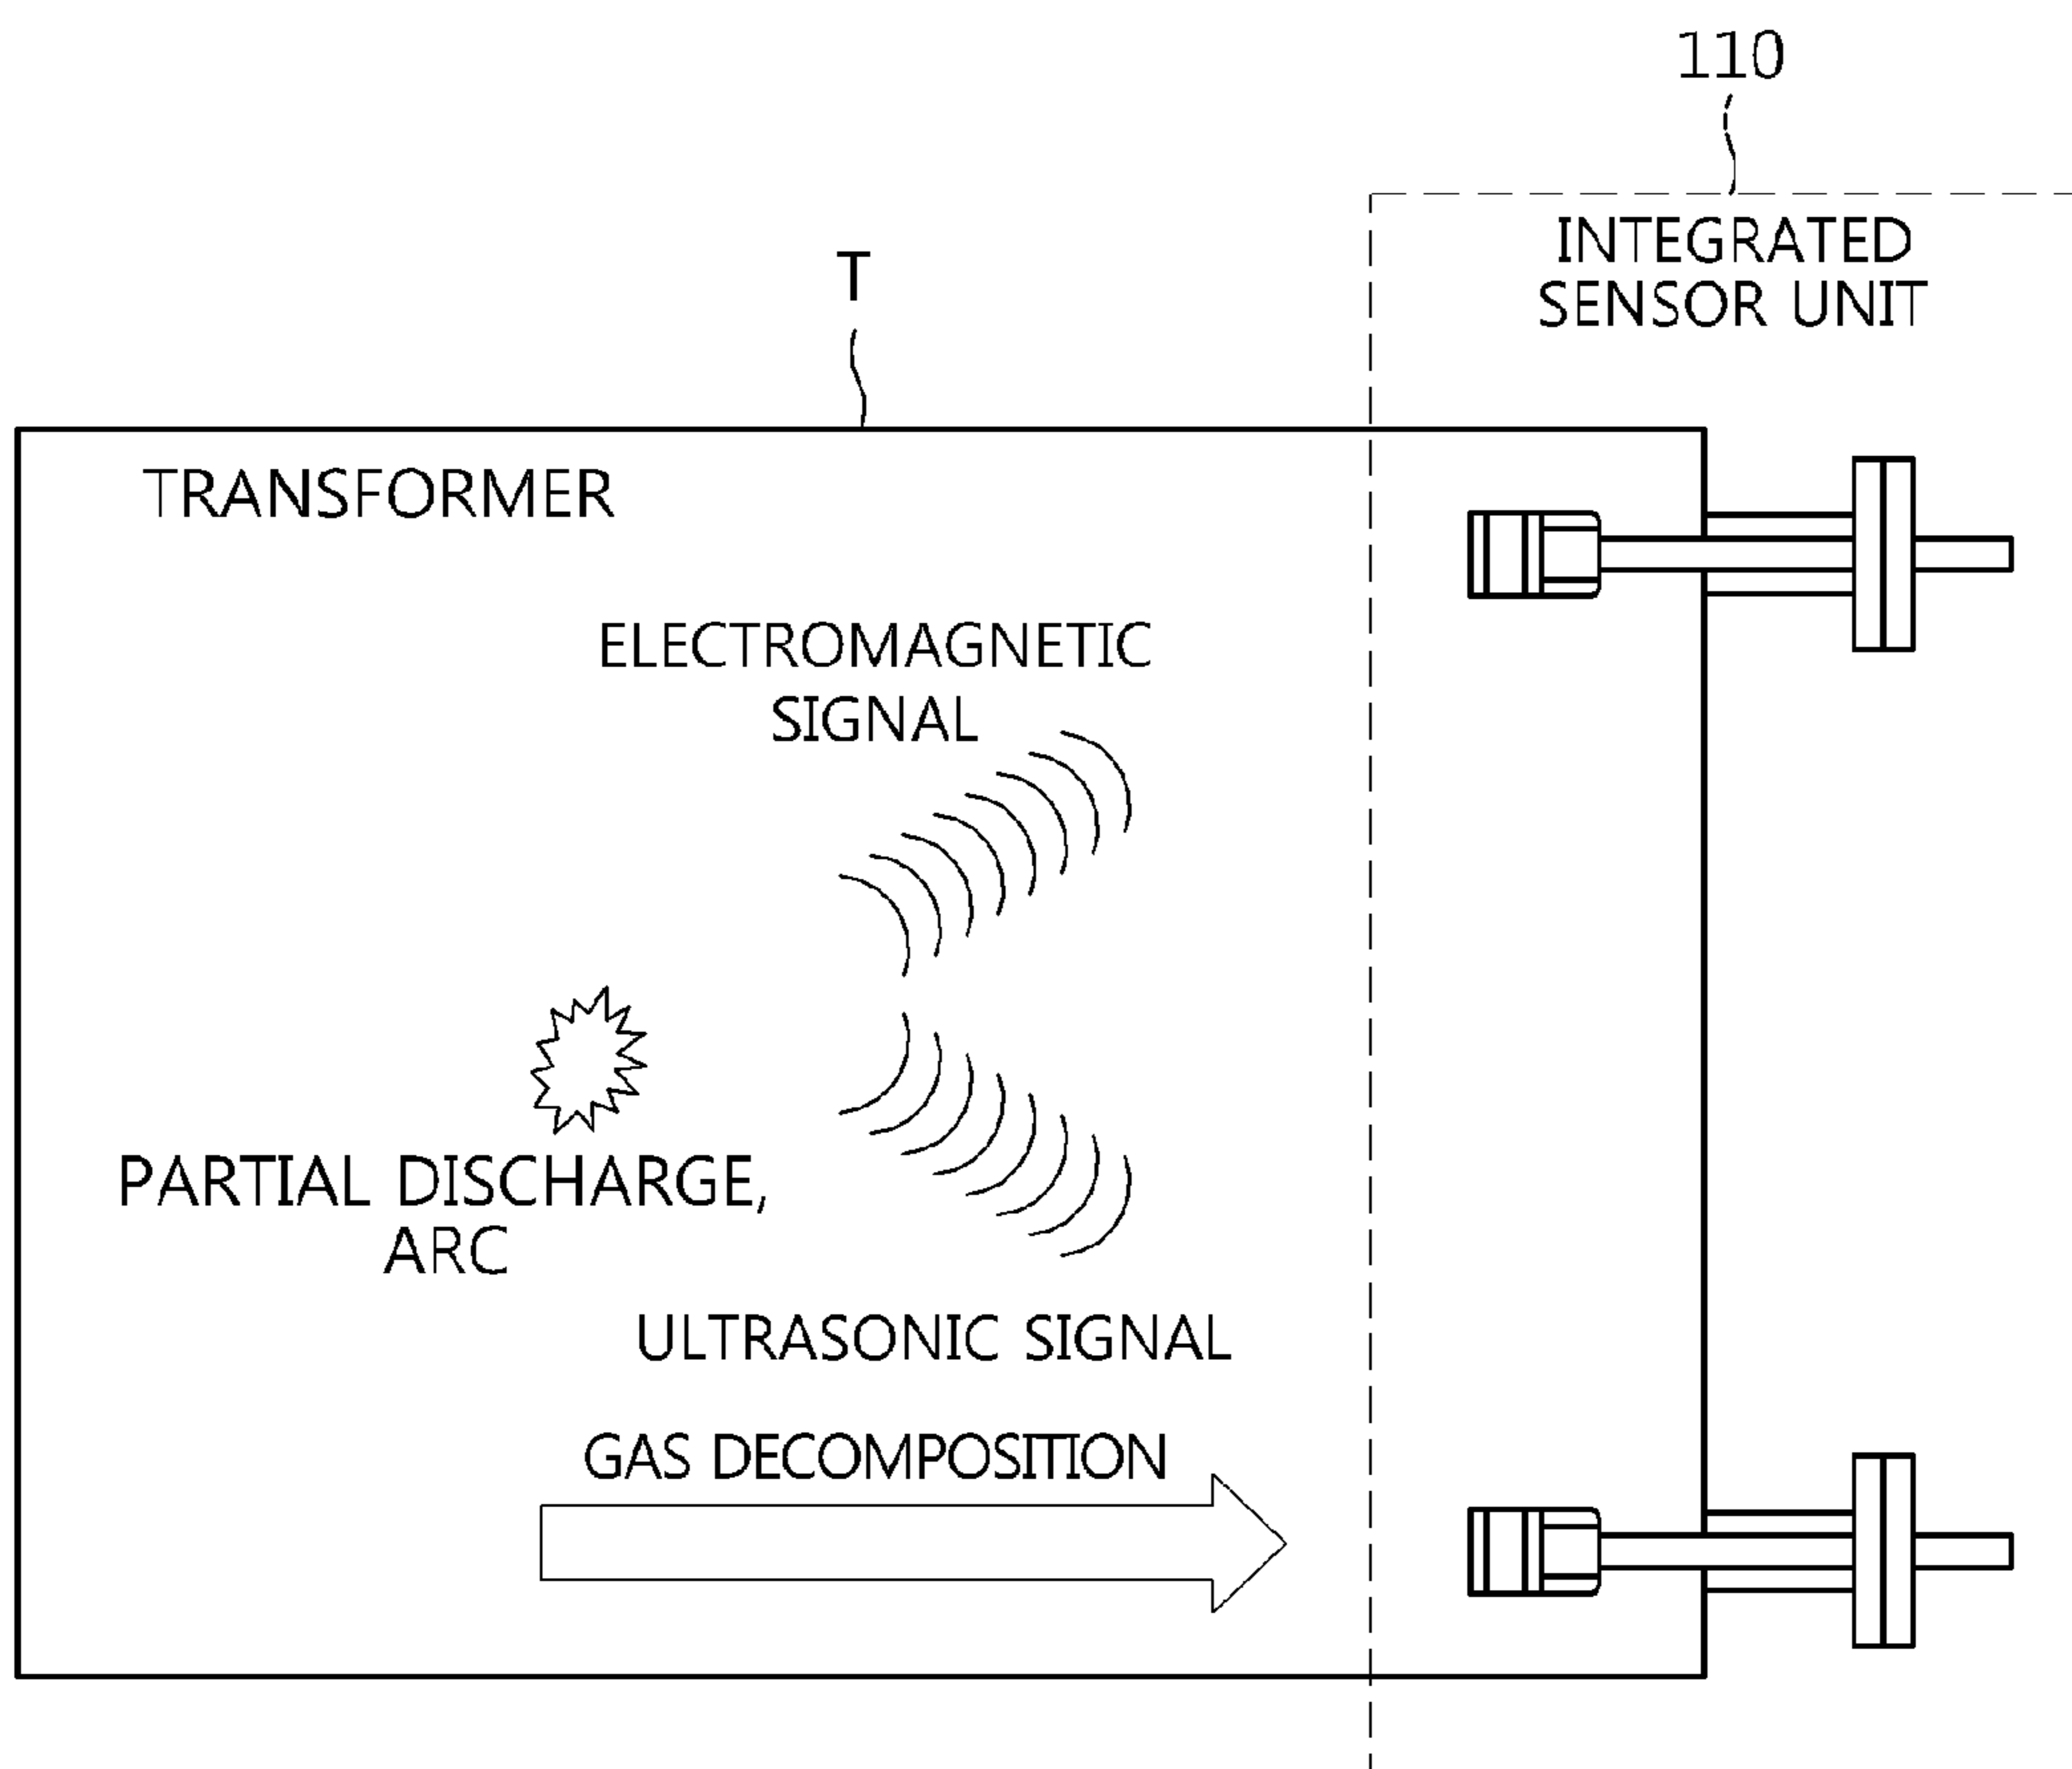 110
INTEGRATED
SENSOR UNIT
T
TRANSFORMER
ELECTROMAGNETIC
SIGNAL
PARTIAL DISCHARGE,
ARC
ULTRASONIC SIGNAL
GAS DECOMPOSITION